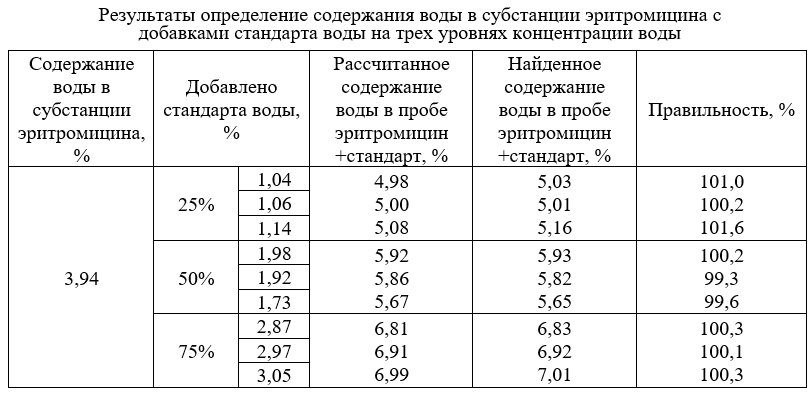 Результаты определение содержания воды в субстанции эритромицина с
добавками стандарта воды на трех уровнях концентрации воды
Содержание
воды в
субстанции
эритромицина,
%
Добавлено
стандарта воды,
%
Рассчитанное
содержание
воды в пробе
эритромицин
+стандарт, %
Найденное
содержание
воды в пробе
эритромицин
+стандарт, %
Правильность, %
3,94
25%
1,04 4,98 5,03 101,0
1,06 5,00 5,01 100,2
1,14 5,08 5,16 101,6
50%
1,98 5,92 5,93 100,2
1,92 5,86 5,82 99,3
1,73 5,67 5,65 99,6
75%
2,87 6,81 6,83 100,3
2,97 6,91 6,92 100,1
3,05 6,99 7,01 100,3